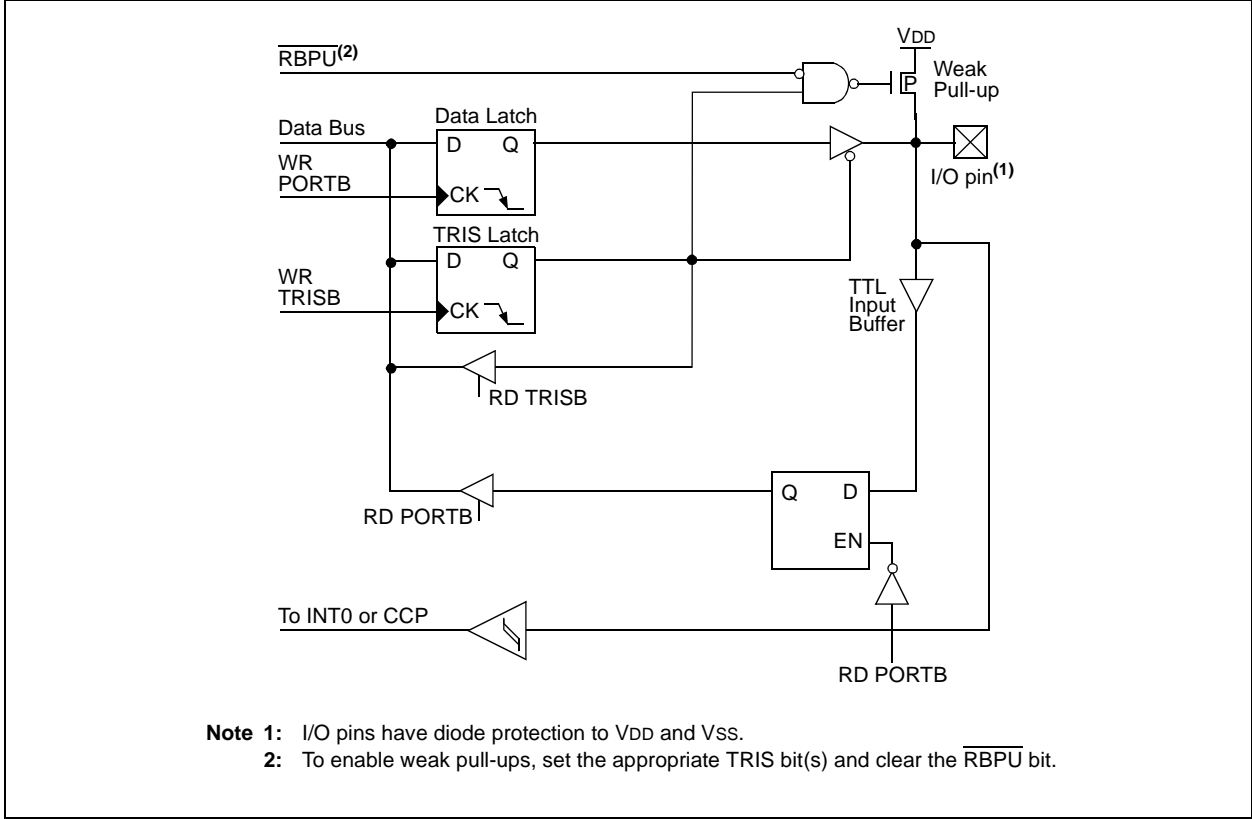 VDD
RBPU(2)
Weak
Pull-up
P
Data Latch
Data Bus
D Q
WR
PORTB
CK
I/O pin(1)
TRIS Latch
D Q
WR
TRISB
CK
TTL
Input
Buffer
RD TRISB
Q D
RD PORTB
EN
To INT0 or CCP
RD PORTB
Note 1: I/O pins have diode protection to VDD and VSS.
2: To enable weak pull-ups, set the appropriate TRIS bit(s) and clear the RBPU bit.